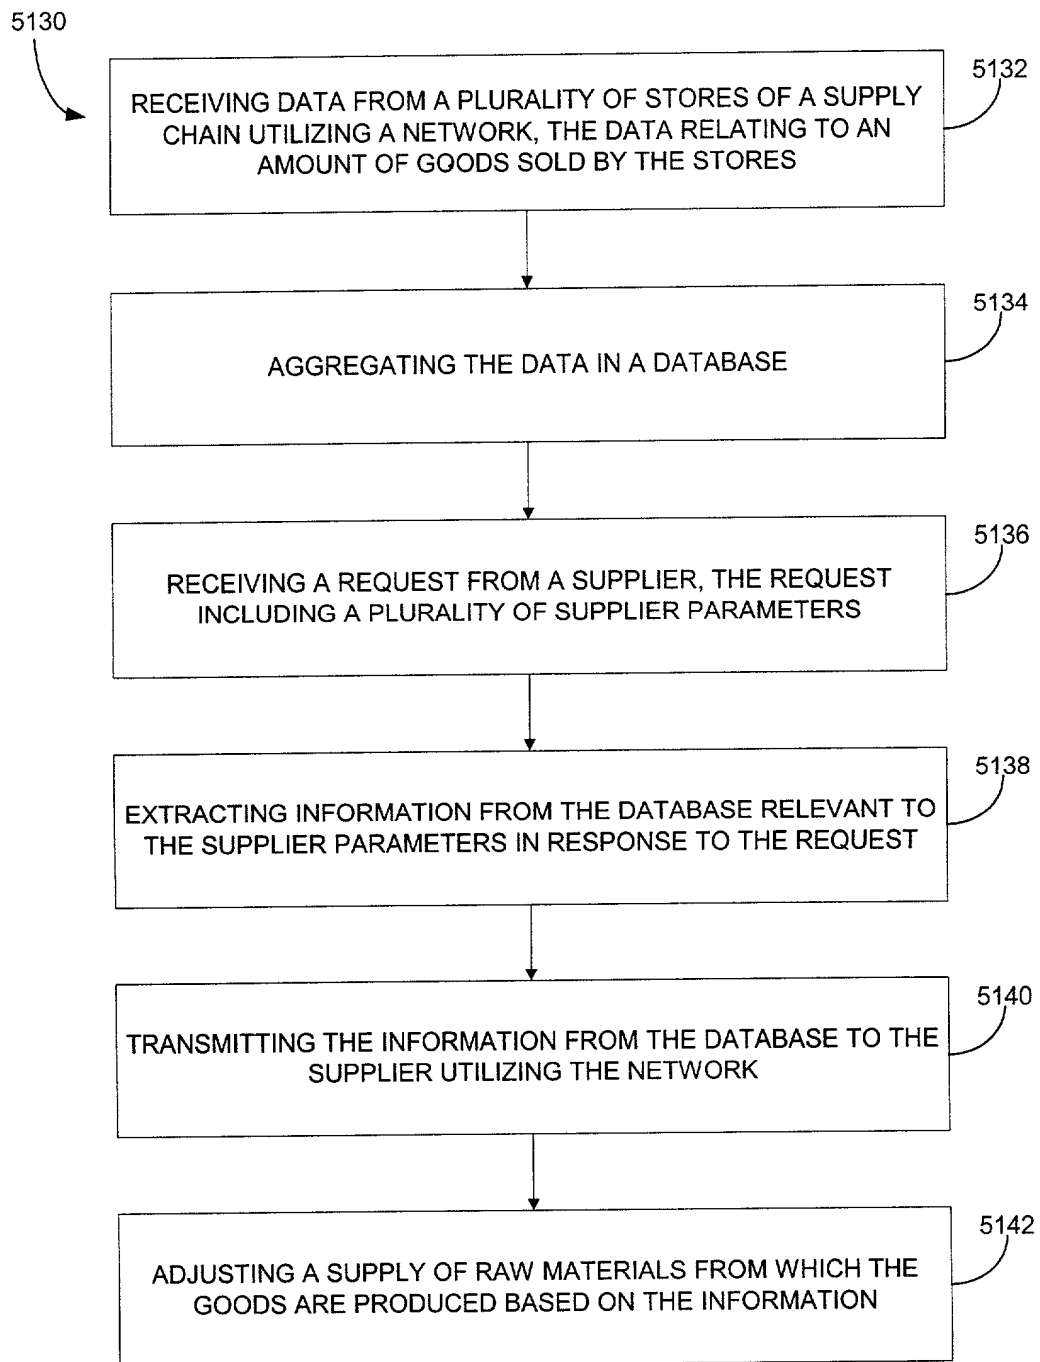 5130
5132
RECEIVING DATA FROM A PLURALITY OF STORES OF A SUPPLY
CHAIN UTILIZING A NETWORK, THE DATA RELATING TO AN
AMOUNT OF GOODS SOLD BY THE STORES
5134
AGGREGATING THE DATA IN A DATABASE
5136
RECEIVING A REQUEST FROM A SUPPLIER, THE REQUEST
INCLUDING A PLURALITY OF SUPPLIER PARAMETERS
5138
EXTRACTING INFORMATION FROM THE DATABASE RELEVANT TO
THE SUPPLIER PARAMETERS IN RESPONSE TO THE REQUEST
5140
TRANSMITTING THE INFORMATION FROM THE DATABASE TO THE
SUPPLIER UTILIZING THE NETWORK
5142
ADJUSTING A SUPPLY OF RAW MATERIALS FROM WHICH THE
GOODS ARE PRODUCED BASED ON THE INFORMATION